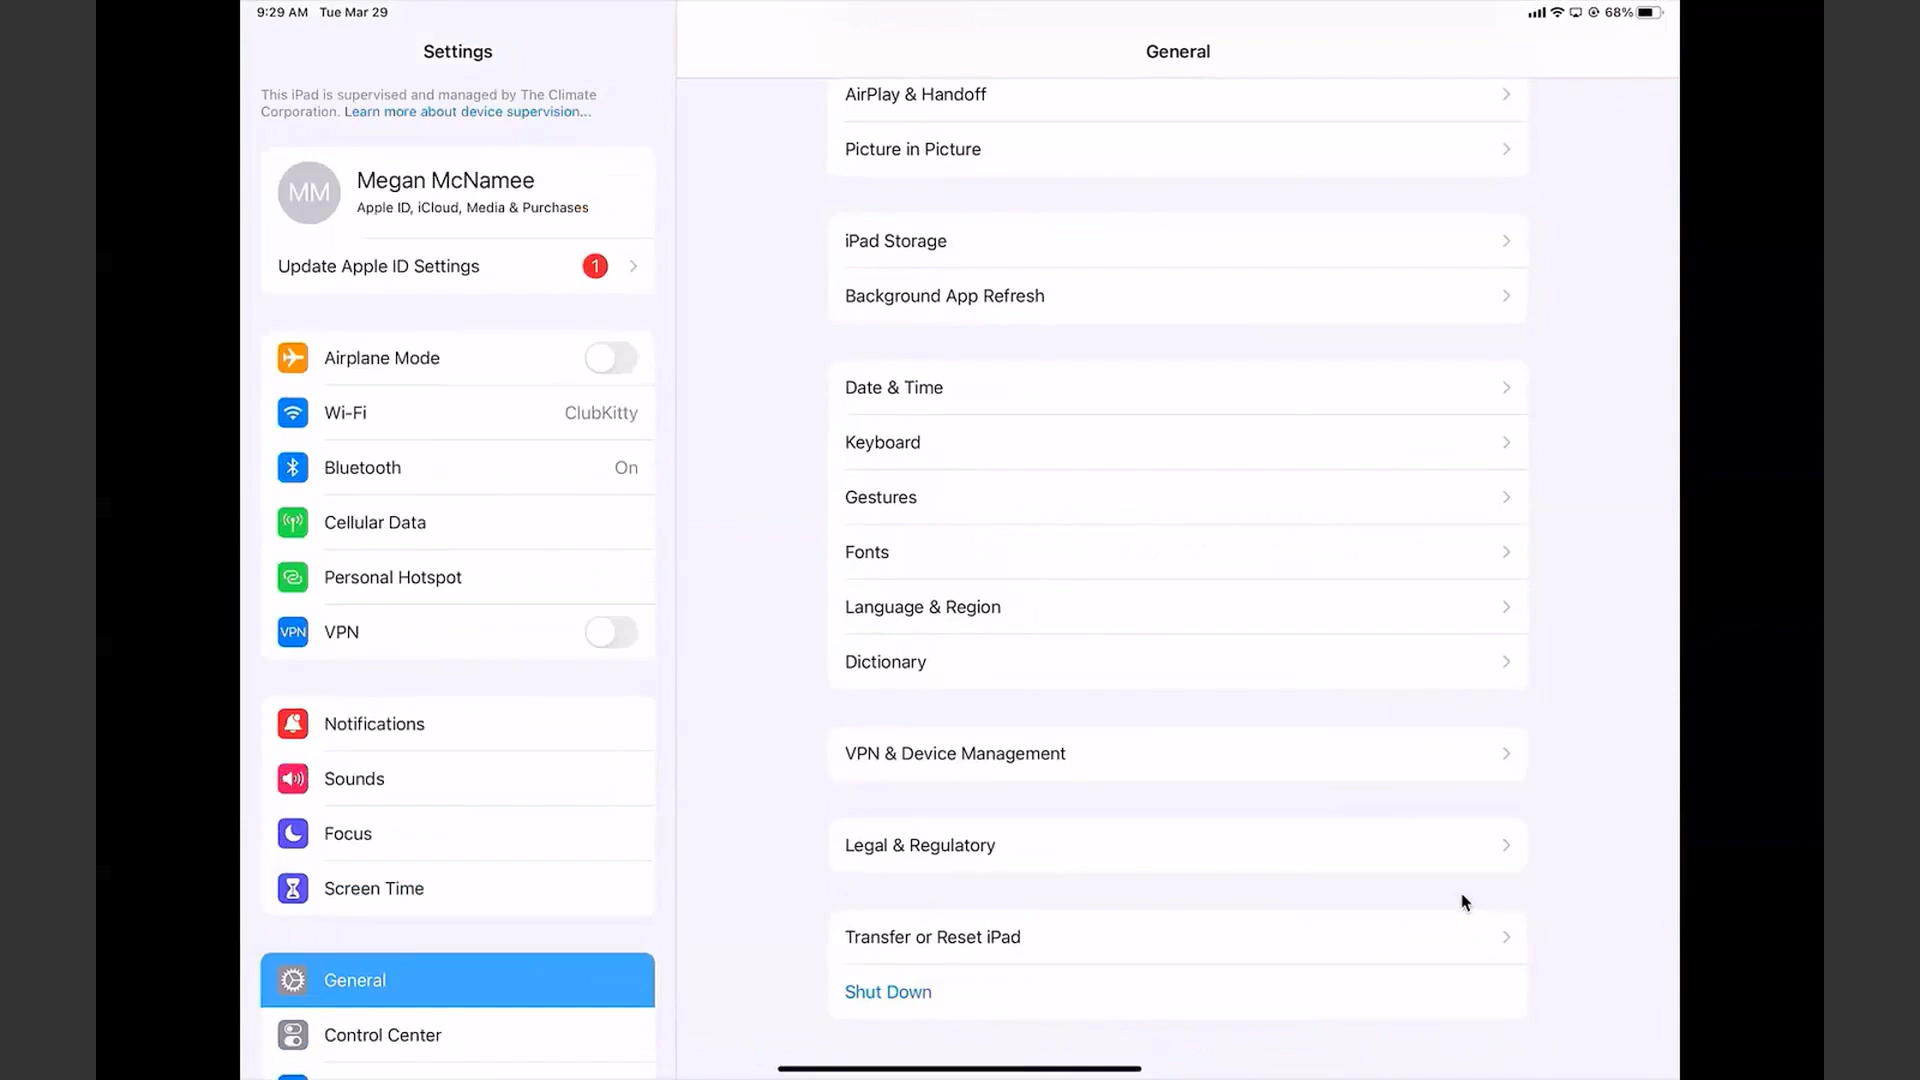 9:29 AM Tue Mar 29
68%
Settings
This iPad is supervised and managed by The Climate
Corporation. Learn more about device supervision...
MM
Megan McNamee
Apple ID, iCloud, Media & Purchases
Update Apple ID Settings
1
Airplane Mode
Wi-Fi
ClubKitty
Bluetooth
On
Cellular Data
Personal Hotspot
VPN
VPN
Notifications
Sounds
Focus
Screen Time
General
Control Center
General
AirPlay & Handoff
Picture in Picture
iPad Storage
Background App Refresh
Date & Time
Keyboard
Gestures
Fonts
Language & Region
Dictionary
VPN & Device Management
Legal & Regulatory
Transfer or Reset iPad
Shut Down